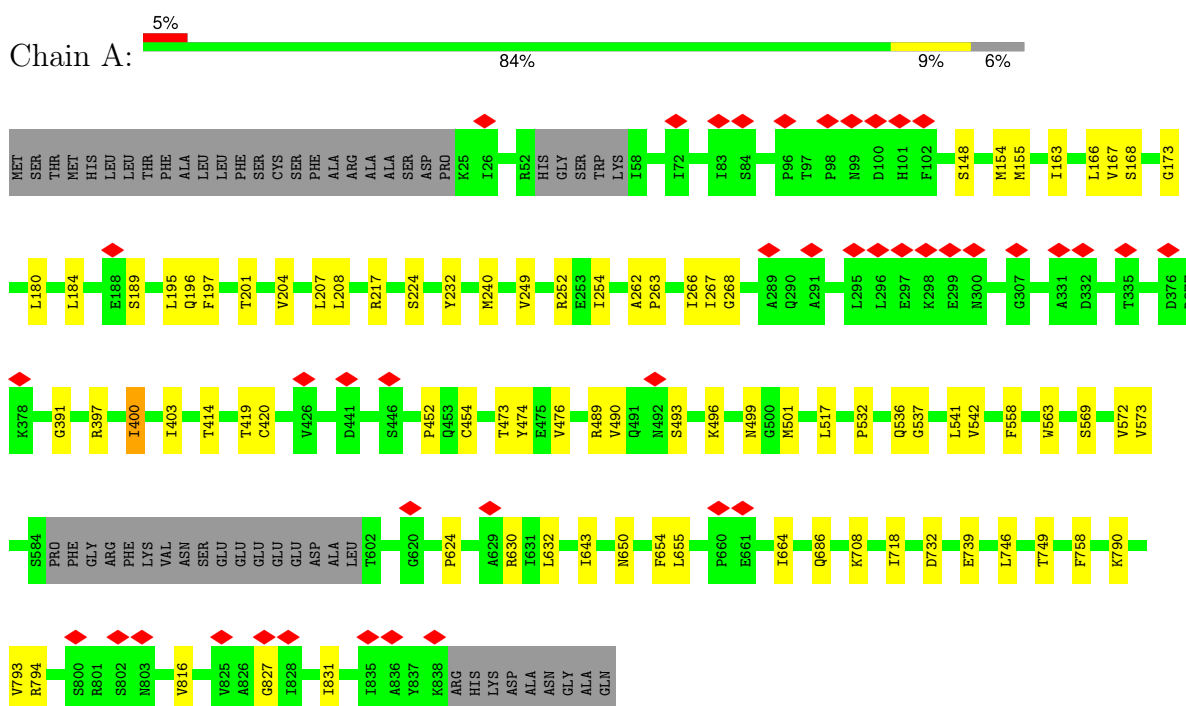 5%
Chain A:
84% 9% 6%
MET SER THR MET HIS LEU LEU THR PHE ALA LEU LEU PHE SER CYS SER PHE ALA ARG ALA ALA SER ASP PRO K25 I26 R52 HIS GLY SER TRP LYS I58 I72 I83 S84 P96 T97 P98 N99 D100 H101 F102 S148 M154 M155 I163 L166 V167 S168 G173
L180 L184 E188 S189 L195 Q196 F197 T201 V204 L207 L208 R217 S224 Y232 M240 V249 R252 E253 I254 A262 P263 I266 I267 G268 A289 Q290 A291 L295 L296 E297 K298 E299 N300 G307 A331 D332 T335 D376
K378 G391 R397 I400 I403 T414 T419 C420 V426 D441 S446 P452 Q453 C454 T473 Y474 E475 V476 R489 V490 Q491 N492 S493 K496 N499 G500 M501 L517 P532 Q536 G537 L541 V542 F558 W563 S569 V572 V573
S584 PRO PHE GLY ARG PHE LYS VAL ASN SER GLU GLU GLU GLU GLU ASP ALA LEU T602 G620 P624 A629 R630 I631 L632 I643 N650 F654 L655 P660 E661 I664 Q686 K708 I718 D732 E739 L746 T749 F758 K790
V793 R794 S800 R801 S802 N803 V816 V825 A826 G827 I828 I831 I835 A836 Y837 K838 ARG HIS LYS ASP ALA ASN GLY ALA GLN